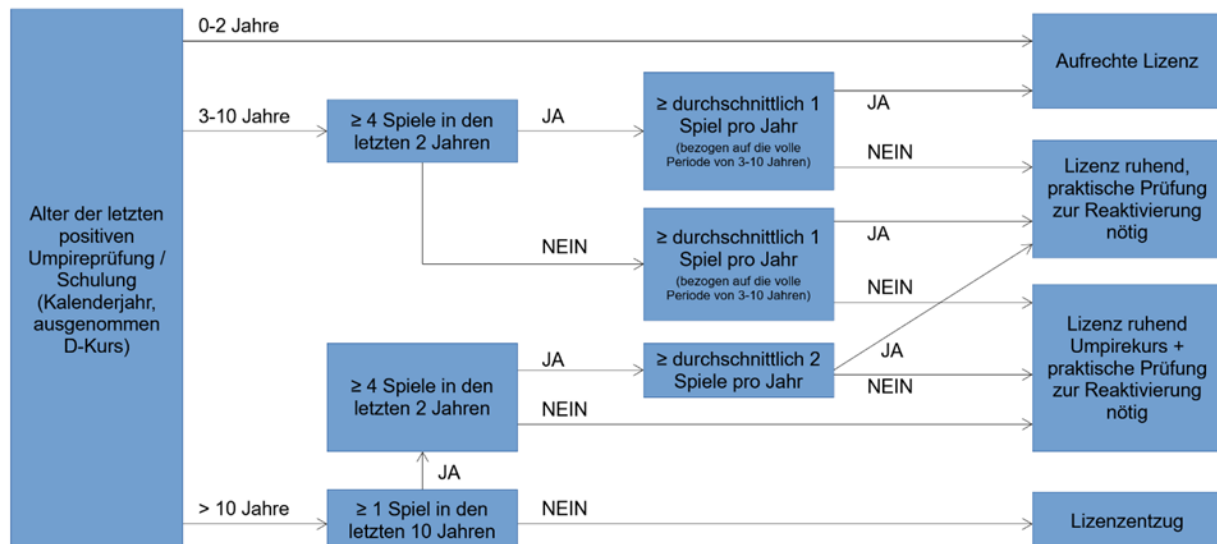 0-2 Jahre
Aufrechte Lizenz
3-10 Jahre
≥ 4 Spiele in den
letzten 2 Jahren
JA
≥ durchschnittlich 1
Spiel pro Jahr
(bezogen auf die volle
Periode von 3-10 Jahren)
JA
NEIN
Lizenz ruhend,
praktische Prüfung
zur Reaktivierung
nötig
Alter der letzten
positiven
Umpireprüfung /
Schulung
(Kalenderjahr,
ausgenommen
D-Kurs)
NEIN
≥ durchschnittlich 1
Spiel pro Jahr
(bezogen auf die volle
Periode von 3-10 Jahren)
JA
NEIN
Lizenz ruhend
Umpirekurs +
praktische Prüfung
zur Reaktivierung
nötig
≥ 4 Spiele in den
letzten 2 Jahren
JA
≥ durchschnittlich 2
Spiele pro Jahr
JA
NEIN
NEIN
JA
> 10 Jahre
≥ 1 Spiel in den
letzten 10 Jahren
NEIN
Lizenzentzug